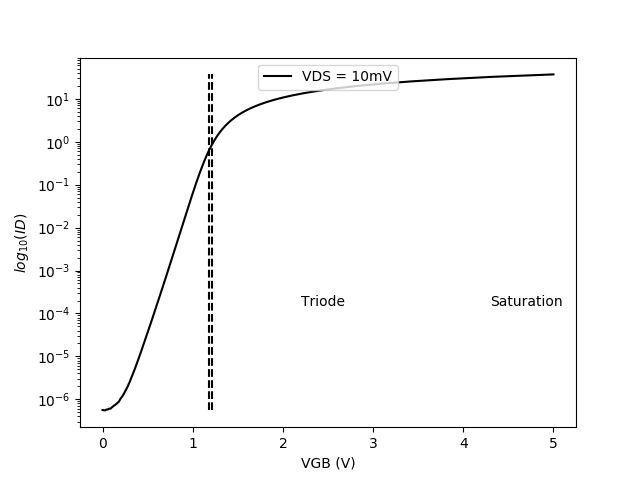 VDS = 10mV
10¹
10⁰
10⁻¹
10⁻²
10⁻³
10⁻⁴
10⁻⁵
10⁻⁶
log₁₀(ID)
Triode
Saturation
0 1 2 3 4 5
VGB (V)